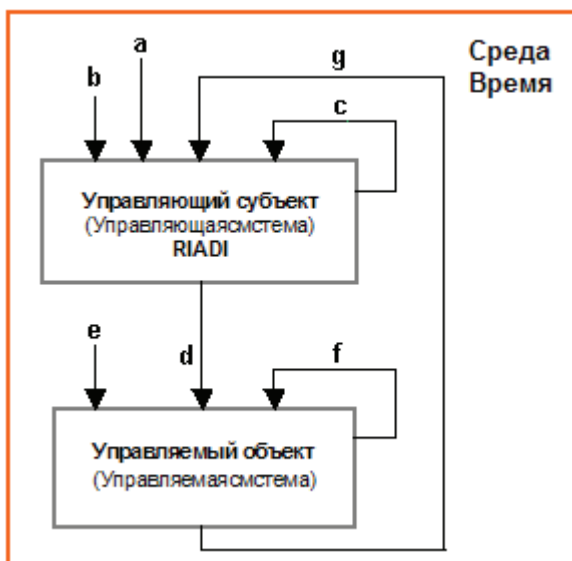 a
g
Среда
Время
b
c
Управляющий субъект
(Управляющаясмстема)
RIADI
e
d
f
Управляемый объект
(Управляемаясмстема)